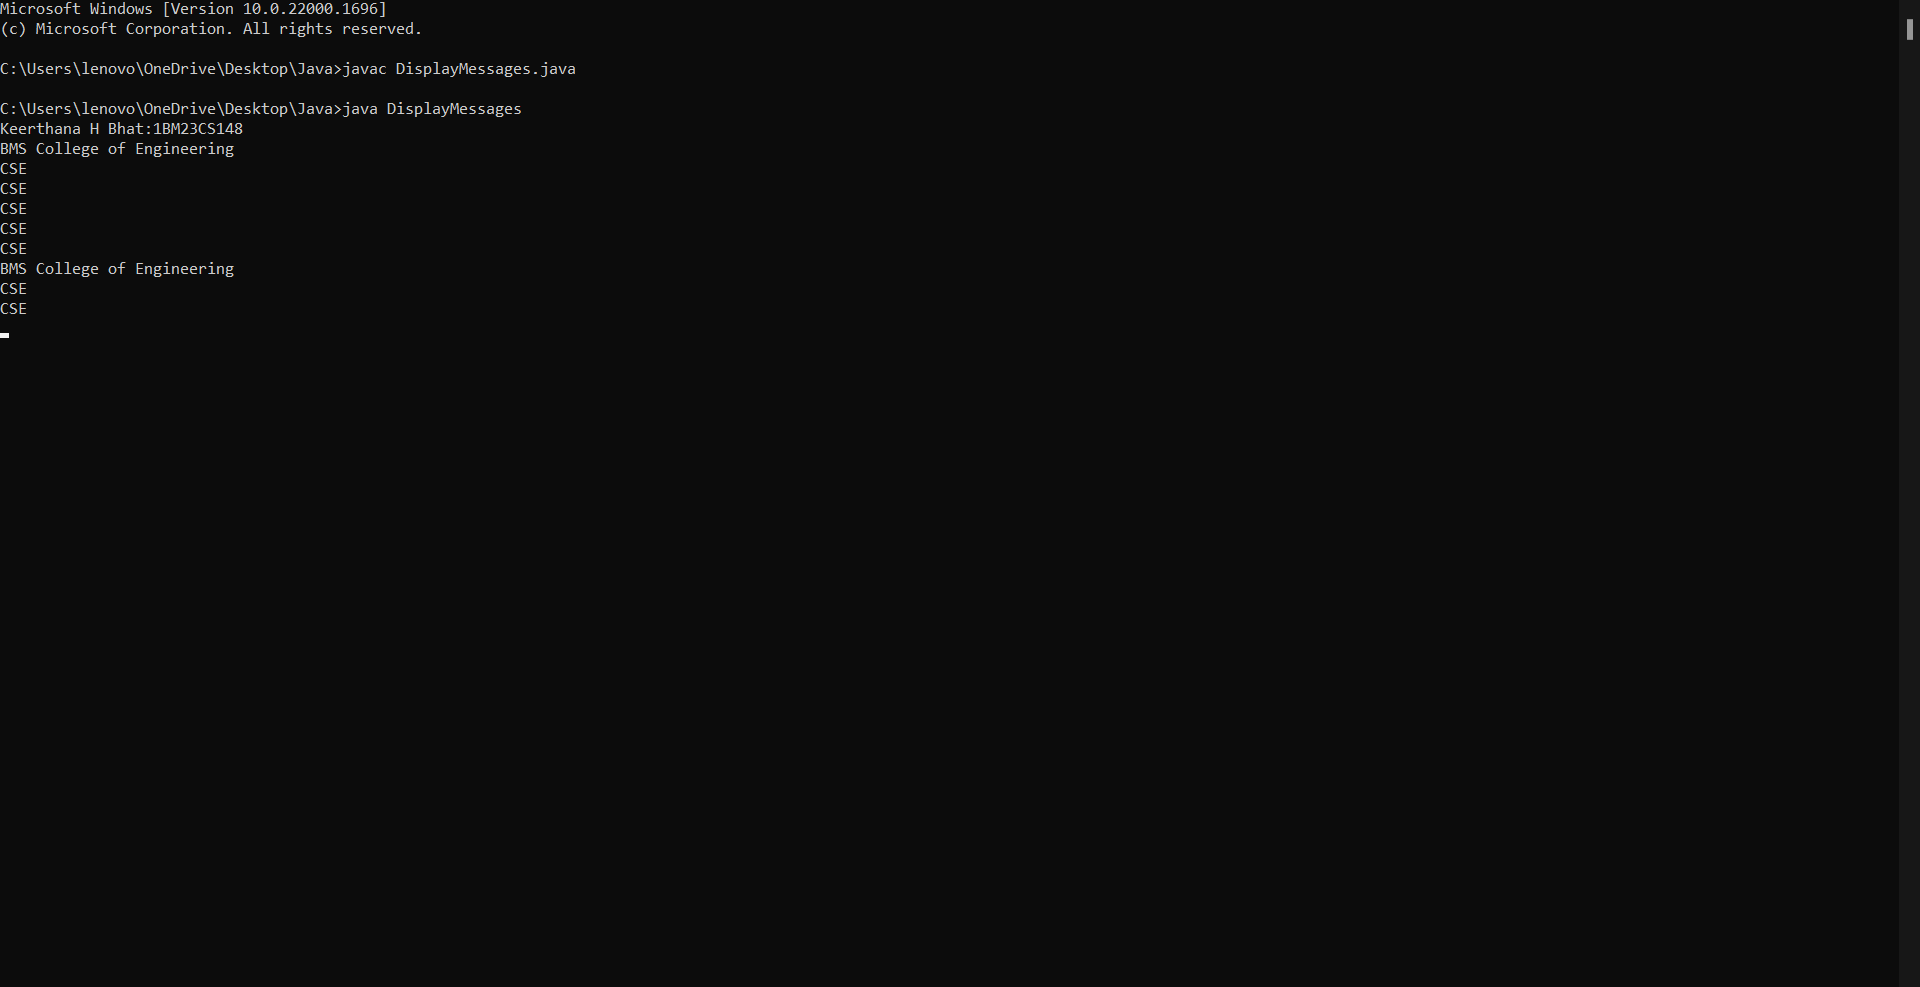 Microsoft Windows [Version 10.0.22000.1696]
(c) Microsoft Corporation. All rights reserved.
C:\Users\lenovo\OneDrive\Desktop\Java>javac DisplayMessages.java
C:\Users\lenovo\OneDrive\Desktop\Java>java DisplayMessages
Keerthana H Bhat:1BM23CS148
BMS College of Engineering
CSE
CSE
CSE
CSE
CSE
BMS College of Engineering
CSE
CSE